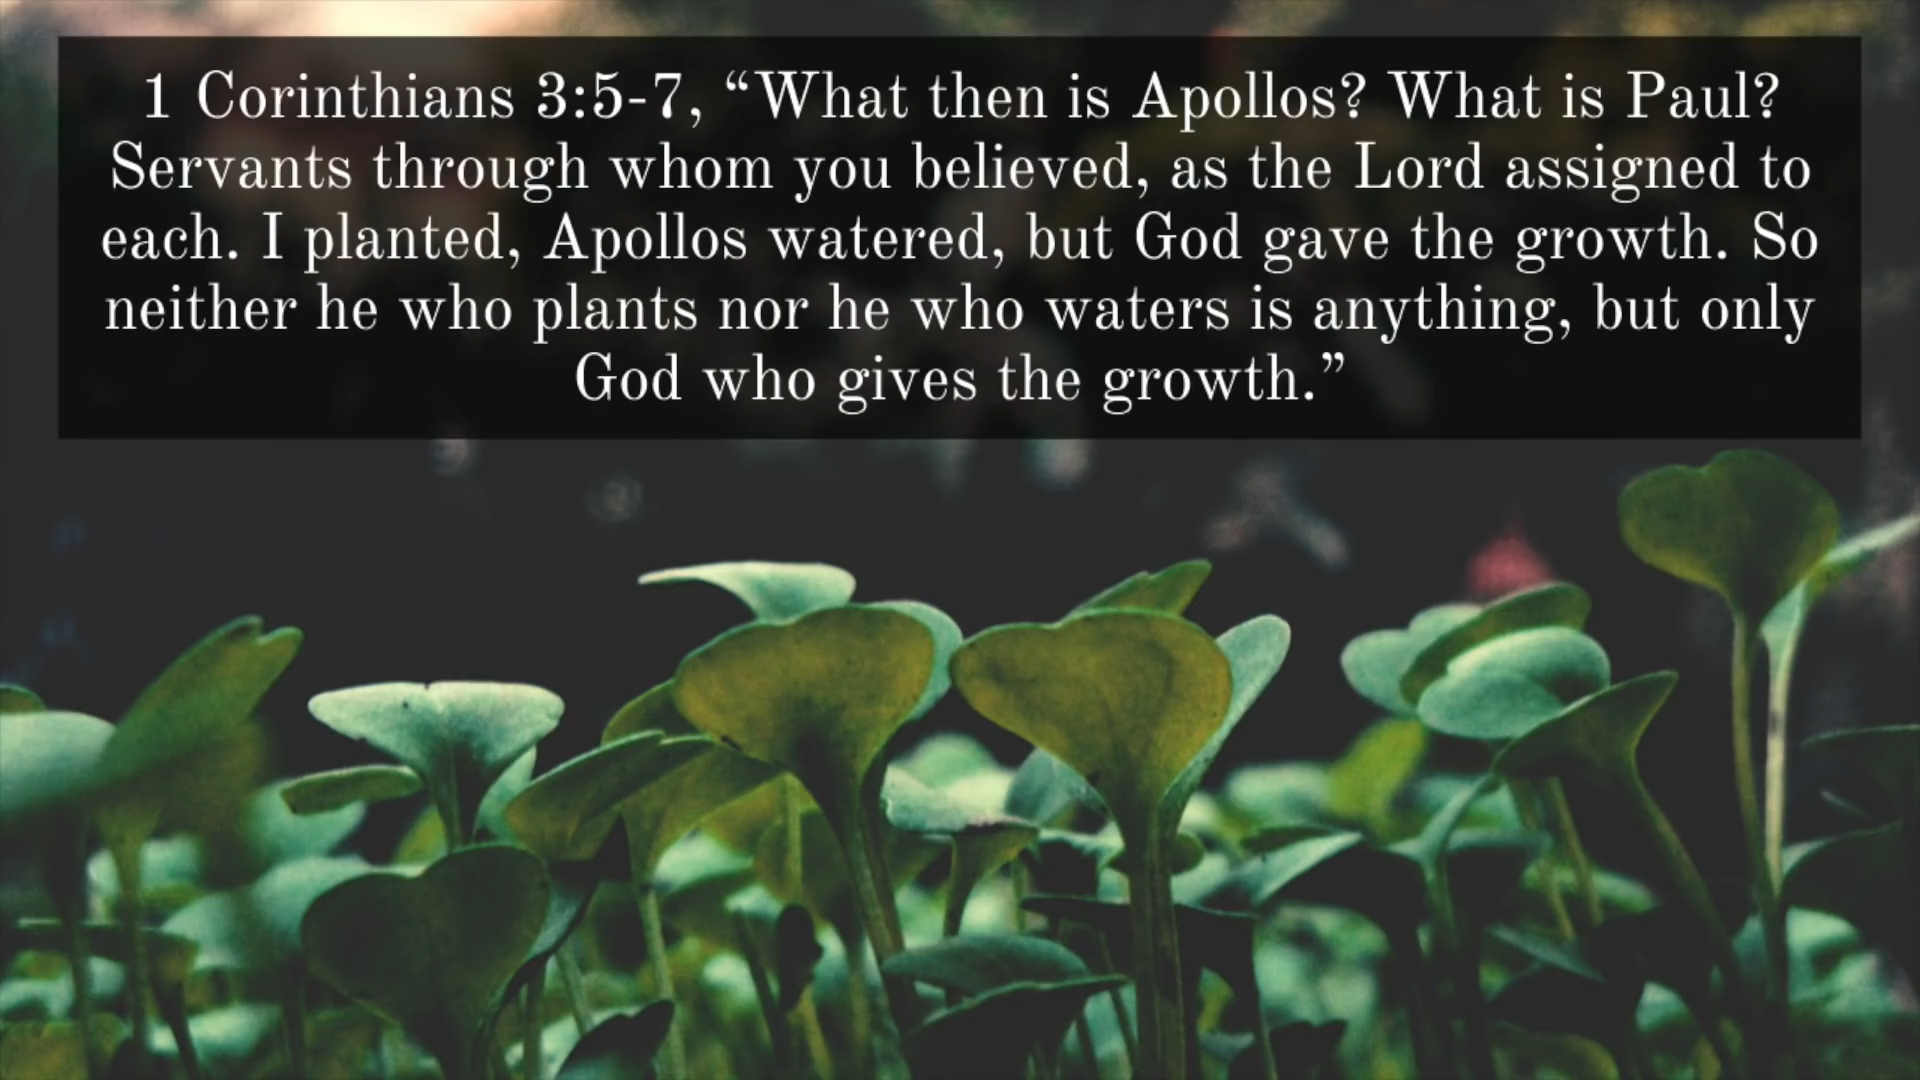 1 Corinthians 3:5-7, “What then is Apollos? What is Paul?
Servants through whom you believed, as the Lord assigned to
each. I planted, Apollos watered, but God gave the growth. So
neither he who plants nor he who waters is anything, but only
God who gives the growth.”